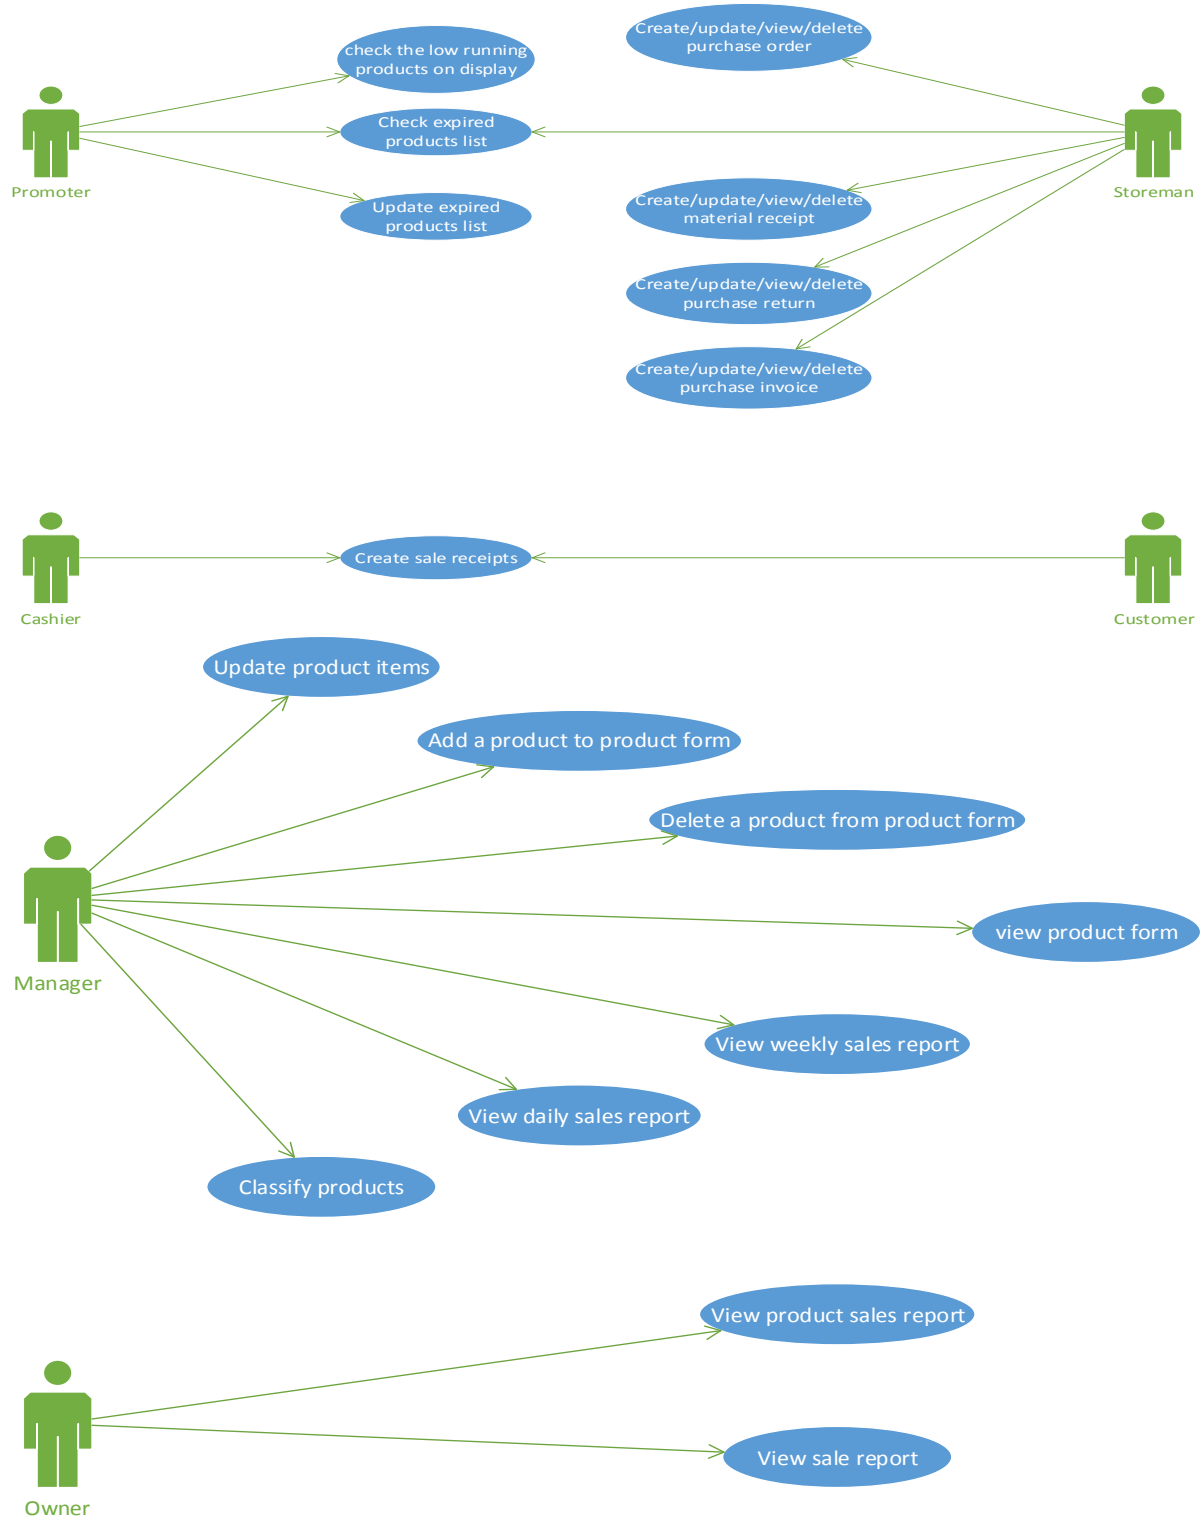 Create/update/view/delete
purchase order
check the low running
products on display
Check expired
products list
Promoter
Storeman
Create/update/view/delete
material receipt
Update expired
products list
Create/update/view/delete
purchase return
Create/update/view/delete
purchase invoice
Create sale receipts
Cashier
Customer
Update product items
Add a product to product form
Delete a product from product form
view product form
Manager
View weekly sales report
View daily sales report
Classify products
View product sales report
View sale report
Owner